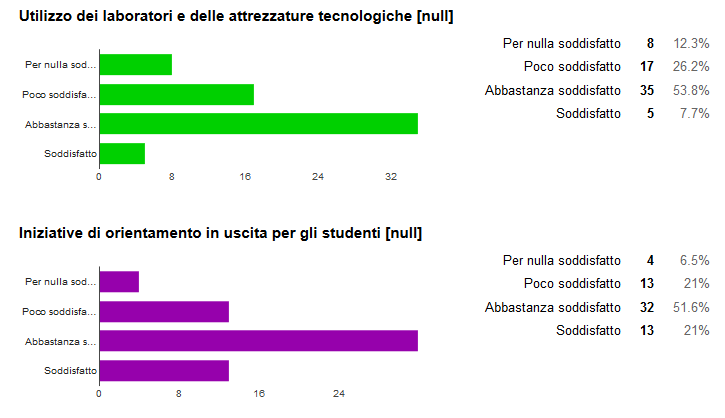 Utilizzo dei laboratori e delle attrezzature tecnologiche [null]
Per nulla sod...
Poco soddisfa...
Abbastanza s...
Soddisfatto
0 8 16 24 32
Per nulla soddisfatto 8 12.3%
Poco soddisfatto 17 26.2%
Abbastanza soddisfatto 35 53.8%
Soddisfatto 5 7.7%
Iniziative di orientamento in uscita per gli studenti [null]
Per nulla sod...
Poco soddisfa...
Abbastanza s...
Soddisfatto
0 8 16 24
Per nulla soddisfatto 4 6.5%
Poco soddisfatto 13 21%
Abbastanza soddisfatto 32 51.6%
Soddisfatto 13 21%